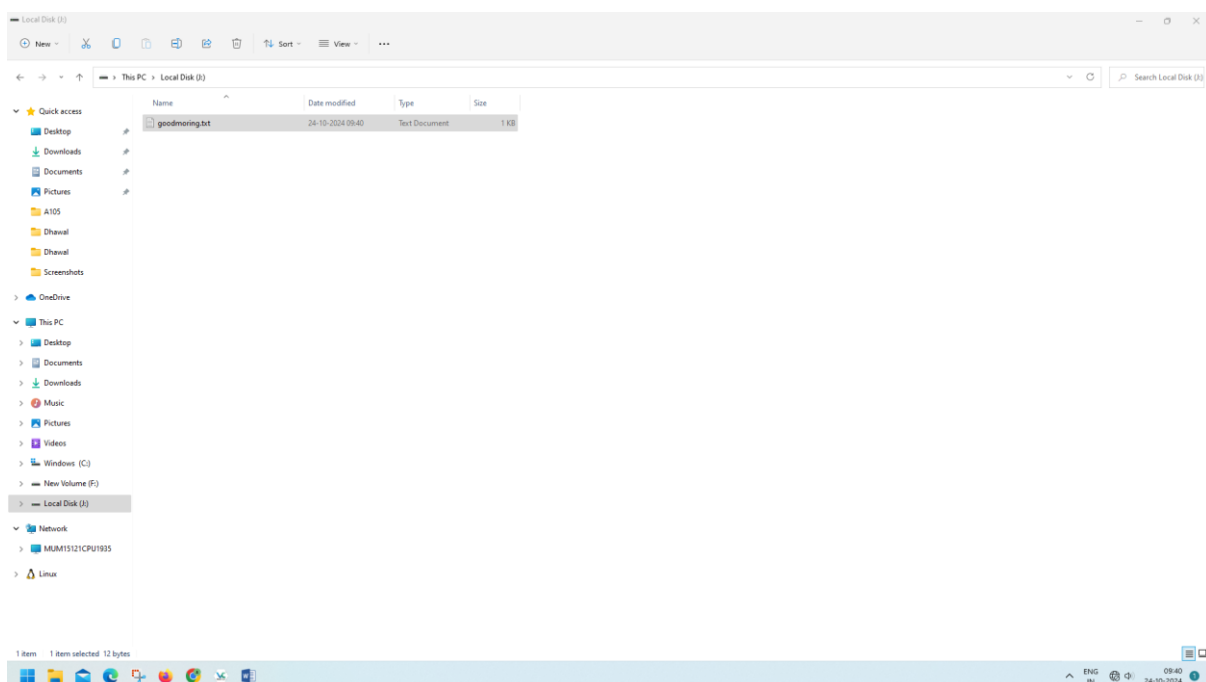 Local Disk (J:)
New Sort View ...
This PC > Local Disk (J:) Search Local Disk (J:)
Name Date modified Type Size
goodmoring.txt 24-10-2024 09:40 Text Document 1 KB
Quick access
Desktop
Downloads
Documents
Pictures
A105
Dhawal
Dhawal
Screenshots
OneDrive
This PC
Desktop
Documents
Downloads
Music
Pictures
Videos
Windows (C:)
New Volume (F:)
Local Disk (J:)
Network
MUM15121CPU1935
Linux
1 item 1 item selected 12 bytes
ENG 09:40
IN 24-10-2024